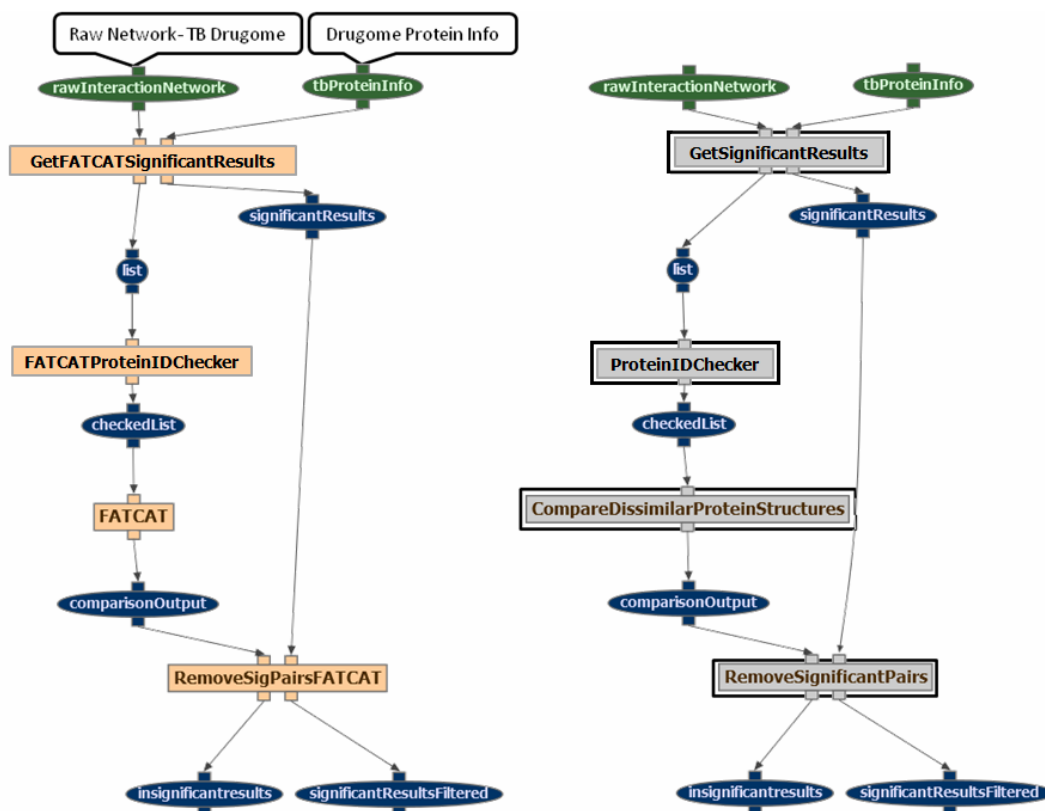 Raw Network-TB Drugome
Drugome Protein Info
rawInteractionNetwork
tbProteinInfo
GetFATCATSignificantResults
significantResults
list
FATCATProteinIDChecker
checkedList
FATCAT
comparisonOutput
RemoveSigPairsFATCAT
insignificantresults
significantResultsFiltered
rawInteractionNetwork
tbProteinInfo
GetSignificantResults
significantResults
list
ProteinIDChecker
checkedList
CompareDissimilarProteinStructures
comparisonOutput
RemoveSignificantPairs
insignificantresults
significantResultsFiltered